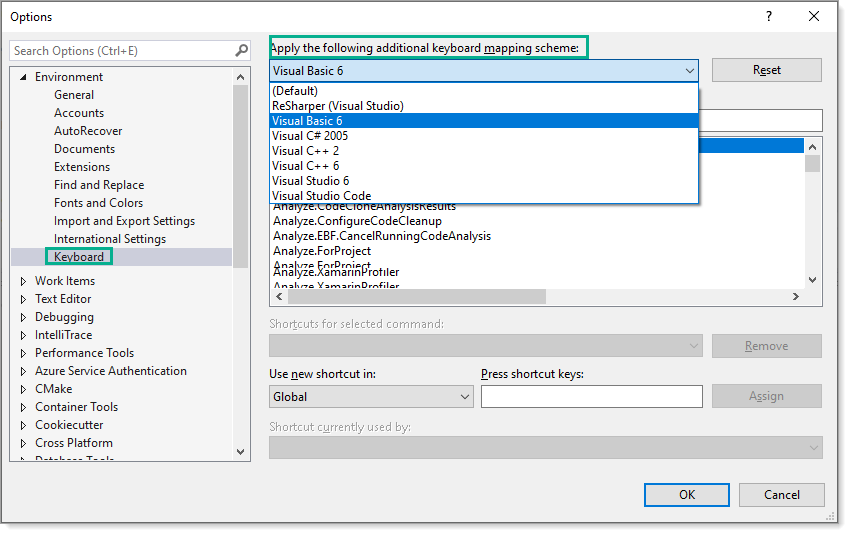 Options
?
Search Options (Ctrl+E)
Environment
General
Accounts
AutoRecover
Documents
Extensions
Find and Replace
Fonts and Colors
Import and Export Settings
International Settings
Keyboard
Work Items
Text Editor
Debugging
IntelliTrace
Performance Tools
Azure Service Authentication
CMake
Container Tools
Cookiecutter
Cross Platform
Database Tools
Apply the following additional keyboard mapping scheme:
Visual Basic 6
Reset
(Default)
ReSharper (Visual Studio)
Visual Basic 6
Visual C# 2005
Visual C++ 2
Visual C++ 6
Visual Studio 6
Visual Studio Code
Analyze.CodeCloneAnalysisResults
Analyze.ConfigureCodeCleanup
Analyze.EBF.CancelRunningCodeAnalysis
Analyze.ForProject
Analyze.ForProject
Analyze.XamarinProfiler
Analyze.XamarinProfiler
Shortcuts for selected command:
Remove
Use new shortcut in:
Press shortcut keys:
Global
Assign
Shortcut currently used by:
OK
Cancel